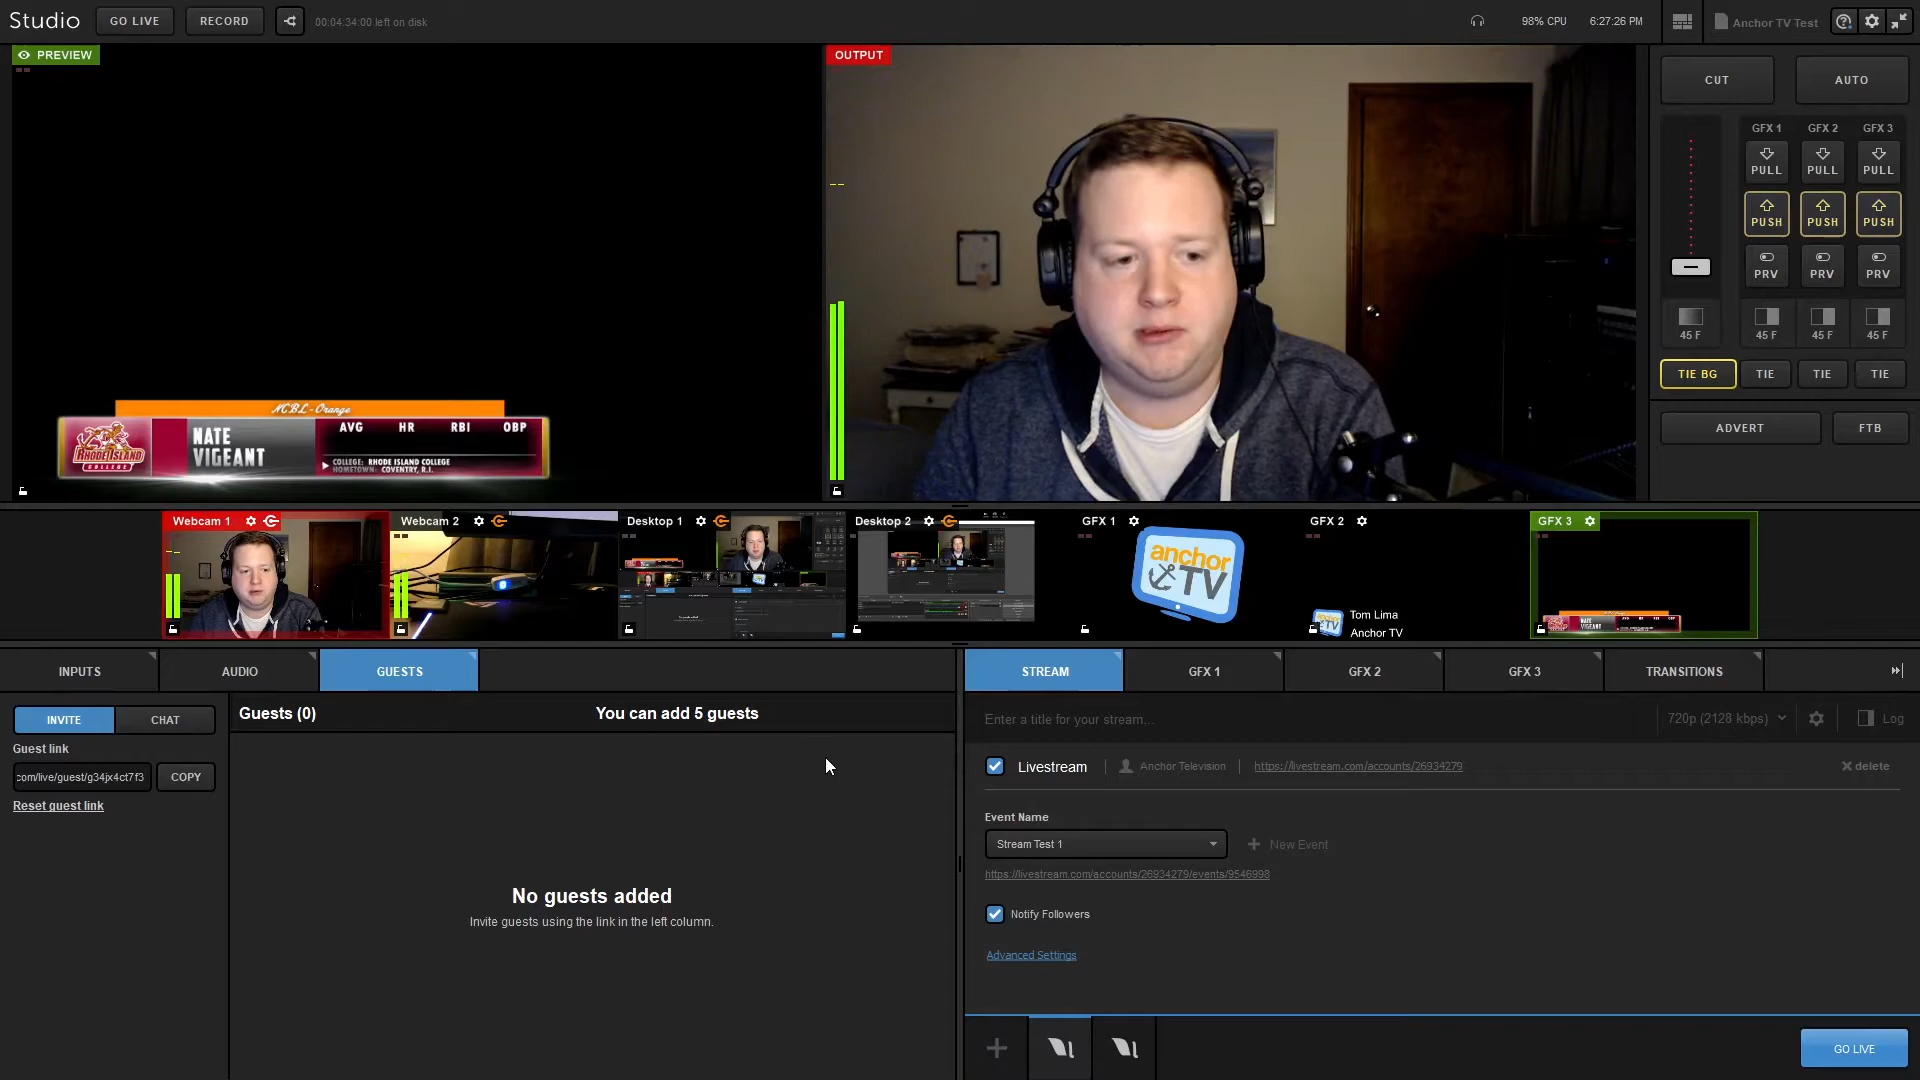 Studio
GO LIVE
RECORD
00:04:34:00 left on disk
98% CPU
6:27:26 PM
Anchor TV Test
PREVIEW
OUTPUT
CUT
AUTO
GFX 1
GFX 2
GFX 3
PULL
PULL
PULL
PUSH
PUSH
PUSH
PRV
PRV
PRV
45 F
45 F
45 F
45 F
TIE BG
TIE
TIE
TIE
ADVERT
FTB
NCBL - Orange
RHODE ISLAND
COLLEGE
NATE
VIGEANT
AVG HR RBI OBP
COLLEGE: RHODE ISLAND COLLEGE
HOMETOWN: COVENTRY, R.I.
Webcam 1
Webcam 2
Desktop 1
Desktop 2
GFX 1
anchor
TV
GFX 2
Tom Lima
Anchor TV
GFX 3
NATE
VIGEANT
INPUTS
AUDIO
GUESTS
INVITE
CHAT
Guest link
com/live/guest/g34jx4ct7f3
COPY
Reset guest link
Guests (0)
You can add 5 guests
No guests added
Invite guests using the link in the left column.
STREAM
GFX 1
GFX 2
GFX 3
TRANSITIONS
Enter a title for your stream...
720p (2128 kbps)
Log
Livestream
Anchor Television
https://livestream.com/accounts/26934279
delete
Event Name
Stream Test 1
New Event
https://livestream.com/accounts/26934279/events/9546998
Notify Followers
Advanced Settings
GO LIVE